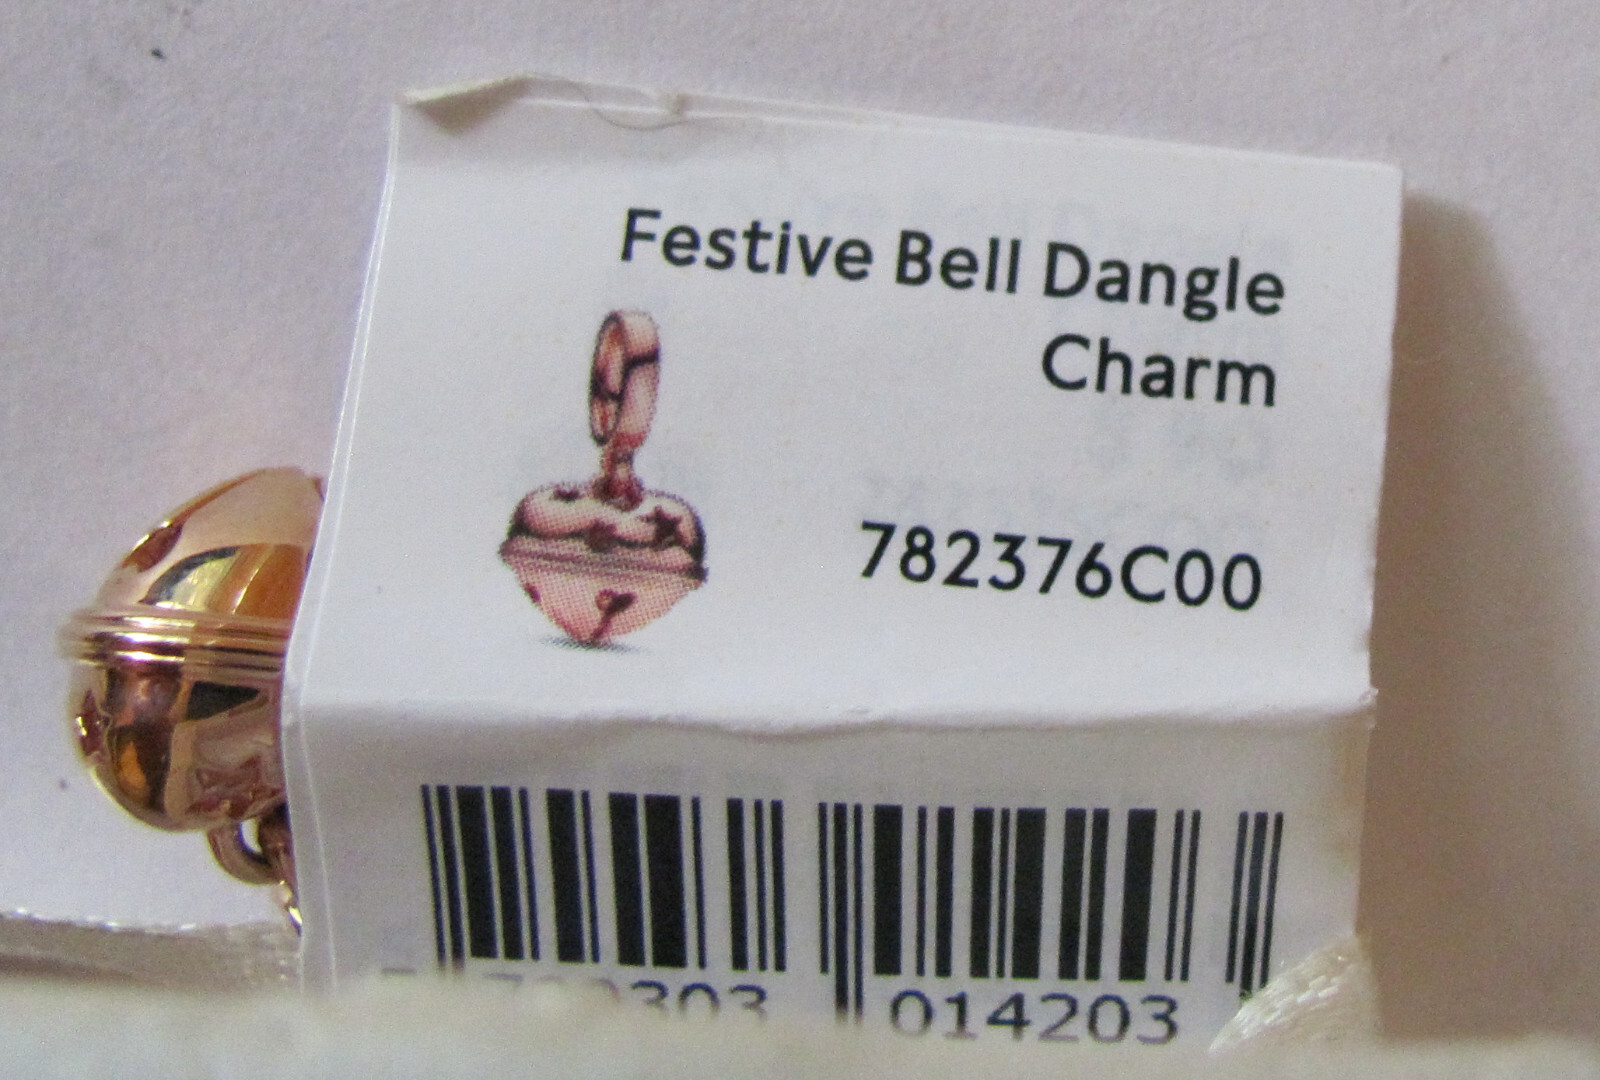 Festive Bell Dangle
Charm
782376C00
014203